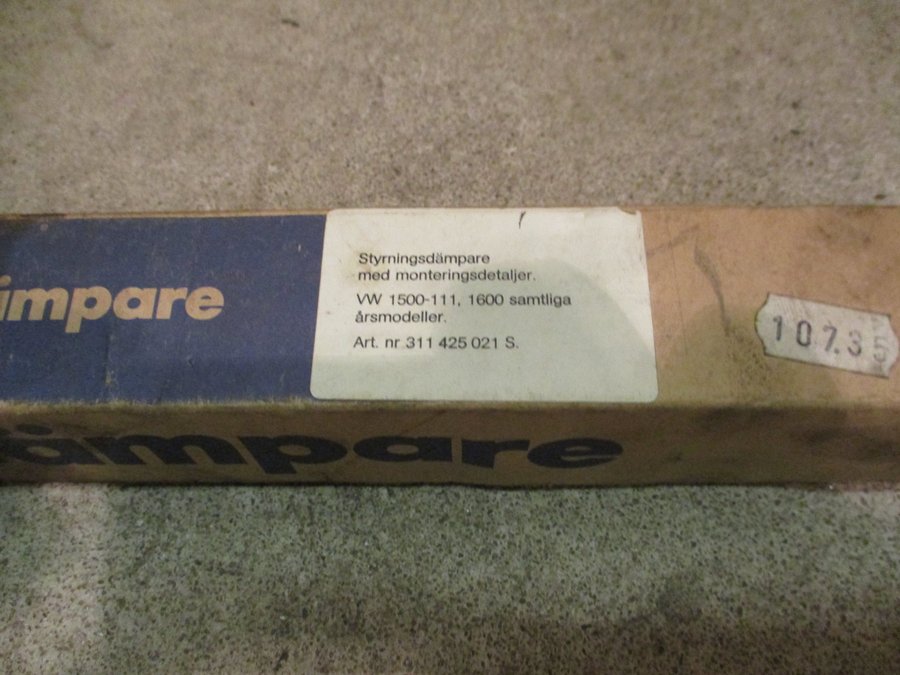 ämpare
Styrningsdämpare
med monteringsdetaljer.
VW 1500-111, 1600 samtliga
årsmodeller.
Art. nr 311 425 021 S.
107.35
ämpare